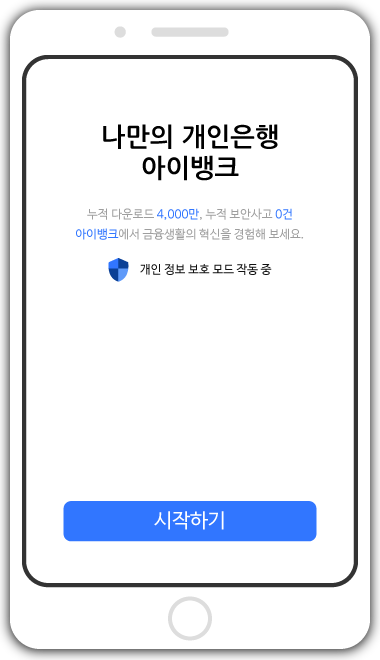 나만의 개인은행
아이뱅크
누적 다운로드 4,000만, 누적 보안사고 0건
아이뱅크에서 금융생활의 혁신을 경험해 보세요.
개인 정보 보호 모드 작동 중
시작하기